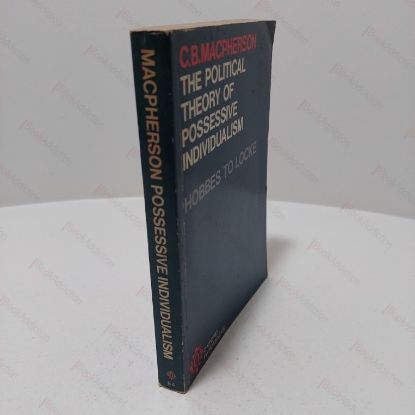 C.B.MACPHERSON
THE POLITICAL
THEORY OF
POSSESSIVE
INDIVIDUALISM
HOBBES TO LOCKE
MACPHERSON POSSESSIVE INDIVIDUALISM